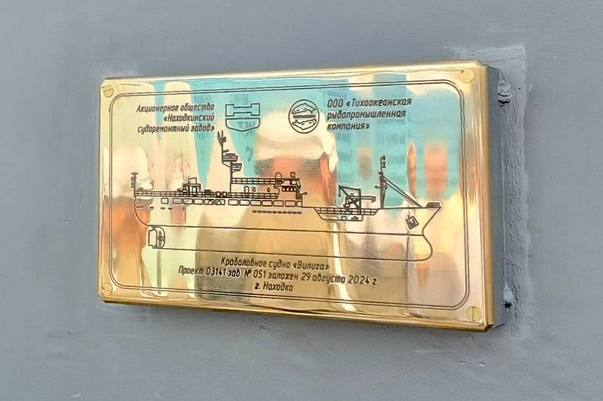 Акционерное общество
«Находкинский
судоремонтный завод»
ООО «Тихоокеанская
рыбопромышленная
компания»
Краболовное судно «Вилига»
Проект 03141 зав. № 051 заложен 29 августа 2024 г.
г. Находка